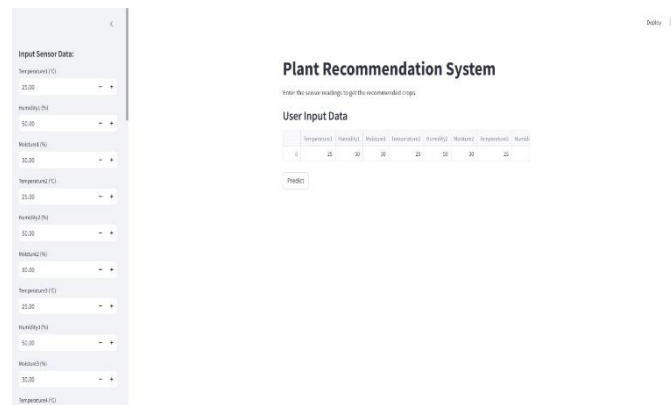 Deploy
Input Sensor Data:
Temperature1 (°C)
25.00 - +
Humidity1 (%)
50.00 - +
Moisture1 (%)
30.00 - +
Temperature2 (°C)
25.00 - +
Humidity2 (%)
50.00 - +
Moisture2 (%)
30.00 - +
Temperature3 (°C)
25.00 - +
Humidity3 (%)
50.00 - +
Moisture3 (%)
30.00 - +
Temperature4 (°C)
Plant Recommendation System
Enter the sensor readings to get the recommended crops.
User Input Data
Temperature1 Humidity1 Moisture1 Temperature2 Humidity2 Moisture2 Temperature3 Humidi
0 25 50 30 25 50 30 25
Predict